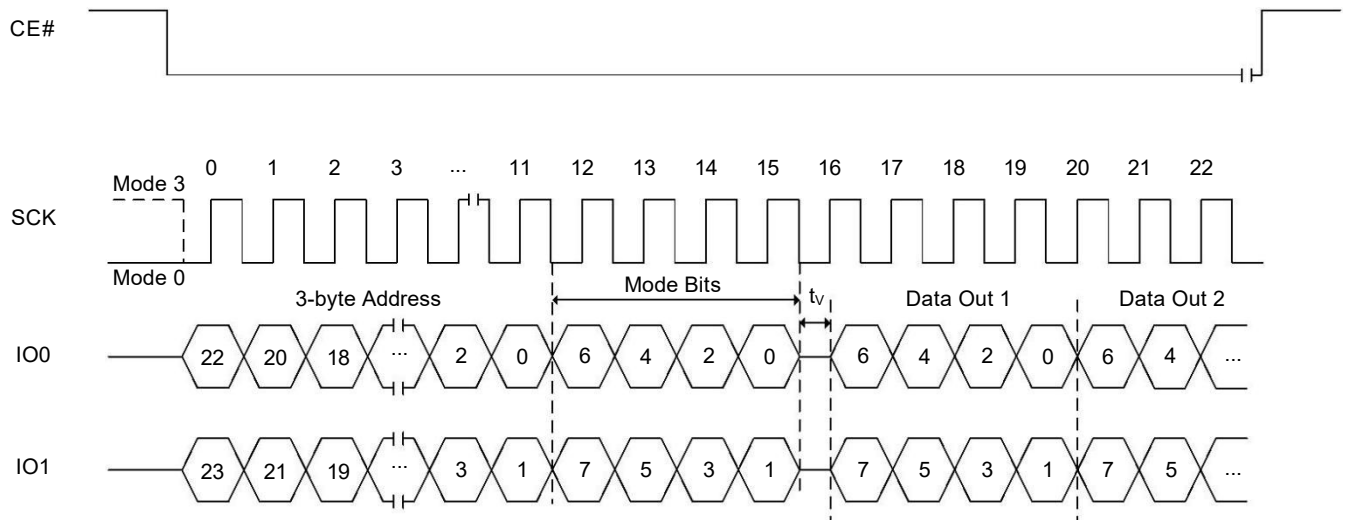 CE#
0 1 2 3 ... 11 12 13 14 15 16 17 18 19 20 21 22
Mode 3
SCK
Mode 0
3-byte Address Mode Bits tV Data Out 1 Data Out 2
IO0 22 20 18 ... 2 0 6 4 2 0 6 4 2 0 6 4 ...
IO1 23 21 19 ... 3 1 7 5 3 1 7 5 3 1 7 5 ...